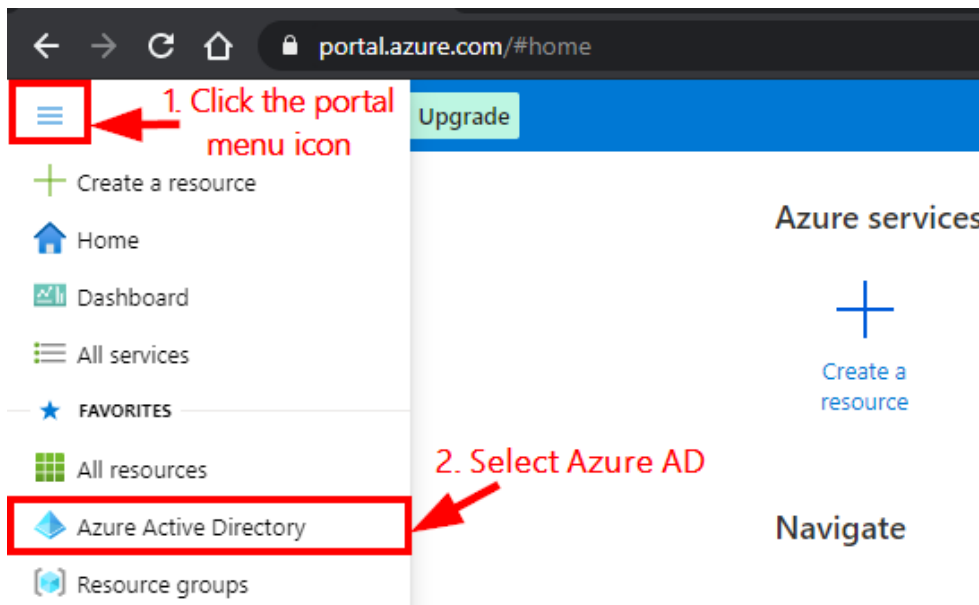 portal.azure.com/#home
1. Click the portal
menu icon
Upgrade
Create a resource
Home
Dashboard
All services
FAVORITES
All resources
2. Select Azure AD
Azure Active Directory
Resource groups
Azure services
Create a
resource
Navigate